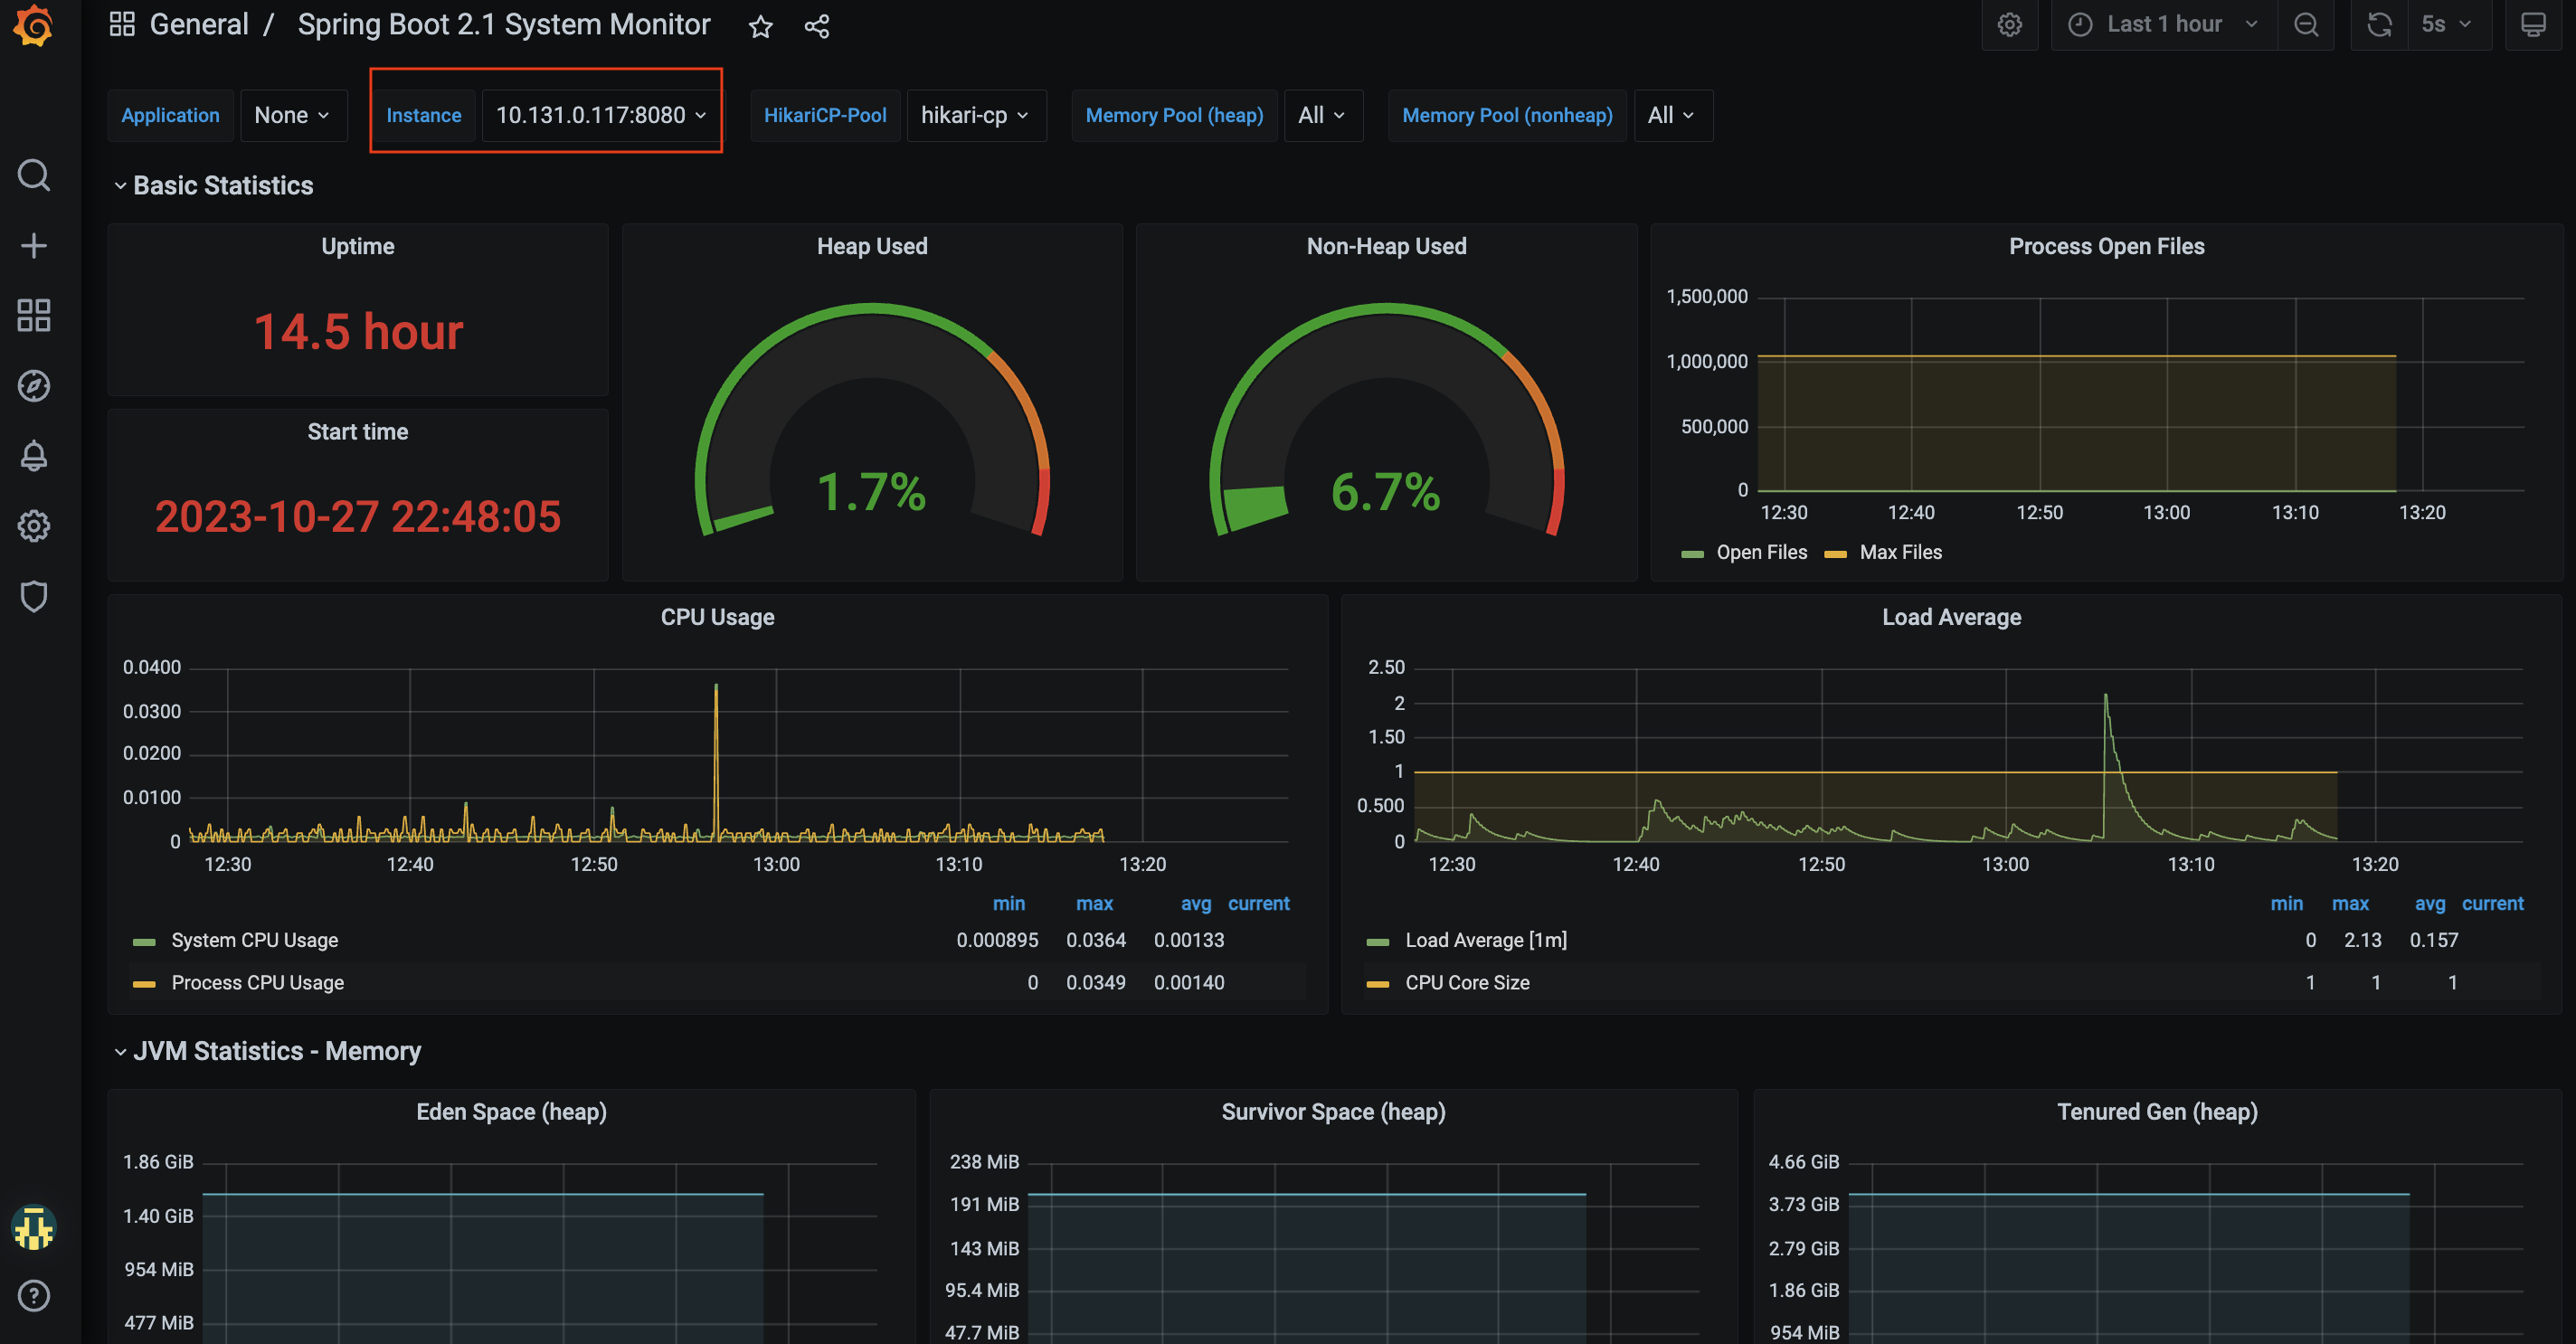 General / Spring Boot 2.1 System Monitor
Last 1 hour
5s
Application None Instance 10.131.0.117:8080 HikariCP-Pool hikari-cp Memory Pool (heap) All Memory Pool (nonheap) All
Basic Statistics
Uptime
14.5 hour
Start time
2023-10-27 22:48:05
Heap Used
1.7%
Non-Heap Used
6.7%
Process Open Files
1,500,000
1,000,000
500,000
0
12:30 12:40 12:50 13:00 13:10 13:20
Open Files Max Files
CPU Usage
0.0400
0.0300
0.0200
0.0100
0
12:30 12:40 12:50 13:00 13:10 13:20
min max avg current
System CPU Usage 0.000895 0.0364 0.00133
Process CPU Usage 0 0.0349 0.00140
Load Average
2.50
2
1.50
1
0.500
0
12:30 12:40 12:50 13:00 13:10 13:20
min max avg current
Load Average [1m] 0 2.13 0.157
CPU Core Size 1 1 1
JVM Statistics - Memory
Eden Space (heap)
1.86 GiB
1.40 GiB
954 MiB
477 MiB
Survivor Space (heap)
238 MiB
191 MiB
143 MiB
95.4 MiB
47.7 MiB
Tenured Gen (heap)
4.66 GiB
3.73 GiB
2.79 GiB
1.86 GiB
954 MiB